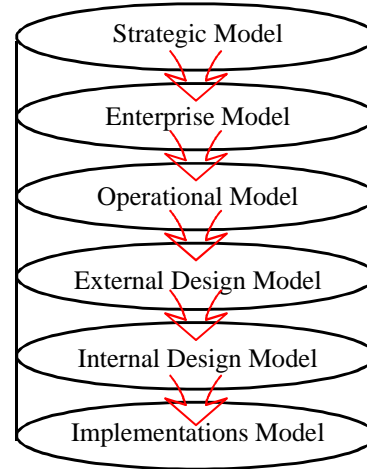 Strategic Model
Enterprise Model
Operational Model
External Design Model
Internal Design Model
Implementations Model